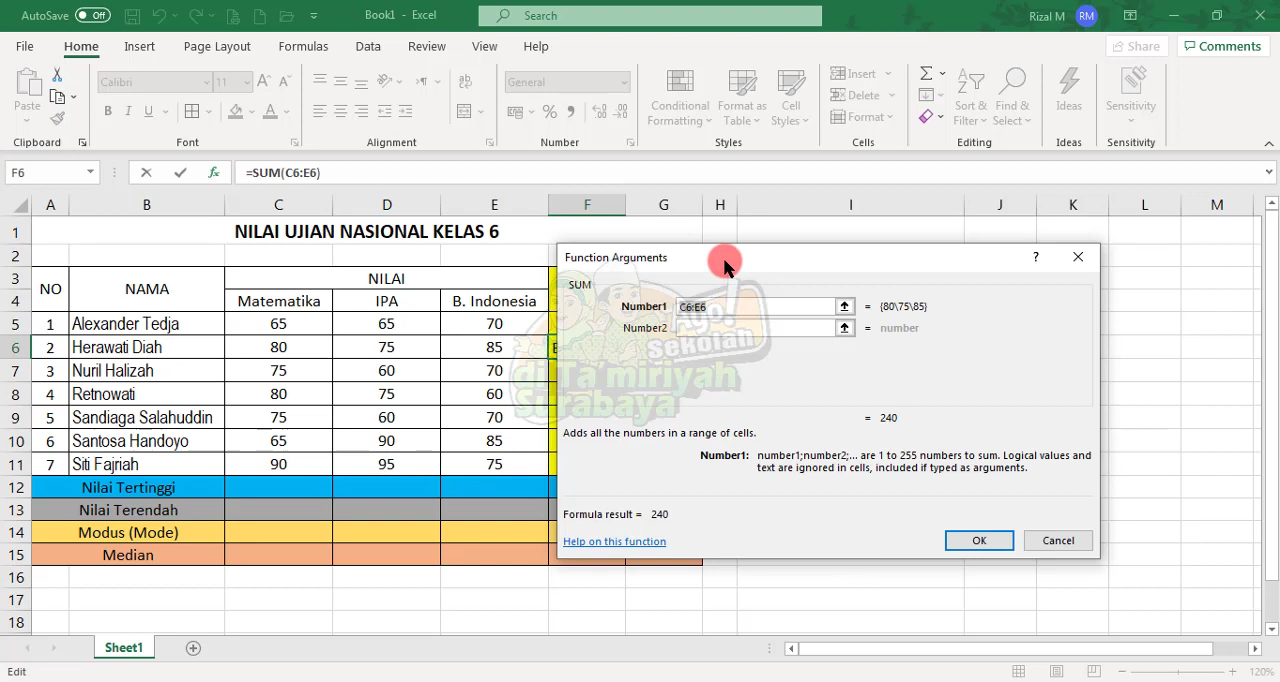 AutoSave Off Book1 - Excel Search Rizal M RM
File Home Insert Page Layout Formulas Data Review View Help Share Comments
Calibri 11 General Insert
Paste Conditional Format as Cell Delete Sort & Find & Ideas Sensitivity
Formatting Table Styles Format Filter Select
Clipboard Font Alignment Number Styles Cells Editing Ideas Sensitivity
F6 fx =SUM(C6:E6)
A B C D E F G H I J K L M
1 NILAI UJIAN NASIONAL KELAS 6
2
3 NO NAMA NILAI
4 Matematika IPA B. Indonesia
5 1 Alexander Tedja 65 65 70
6 2 Herawati Diah 80 75 85
7 3 Nuril Halizah 75 60 70
8 4 Retnowati 80 75 60
9 5 Sandiaga Salahuddin 75 60 70
10 6 Santosa Handoyo 65 90 85
11 7 Siti Fajriah 90 95 75
12 Nilai Tertinggi
13 Nilai Terendah
14 Modus (Mode)
15 Median
16
17
18
Function Arguments ?
SUM
Number1 C6:E6 = {80\75\85}
Number2 = number
= 240
Adds all the numbers in a range of cells.
Number1: number1;number2;... are 1 to 255 numbers to sum. Logical values and
text are ignored in cells, included if typed as arguments.
Formula result = 240
Help on this function OK Cancel
Ayo!
sekolah
di Ta'miriyah
Surabaya
Sheet1
Edit 120%